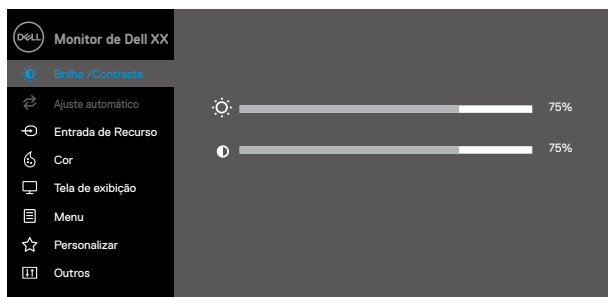 DELL Monitor de Dell XX
Brilho /Contraste
Ajuste automático
75%
Entrada de Recurso
Cor
75%
Tela de exibição
Menu
Personalizar
Outros